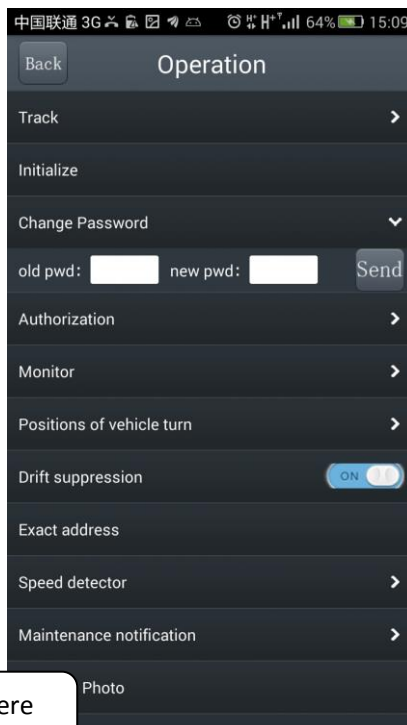 中国联通 3G 64% 15:09
Back Operation
Track
Initialize
Change Password
old pwd: new pwd: Send
Authorization
Monitor
Positions of vehicle turn
Drift suppression ON
Exact address
Speed detector
Maintenance notification
Photo
ere